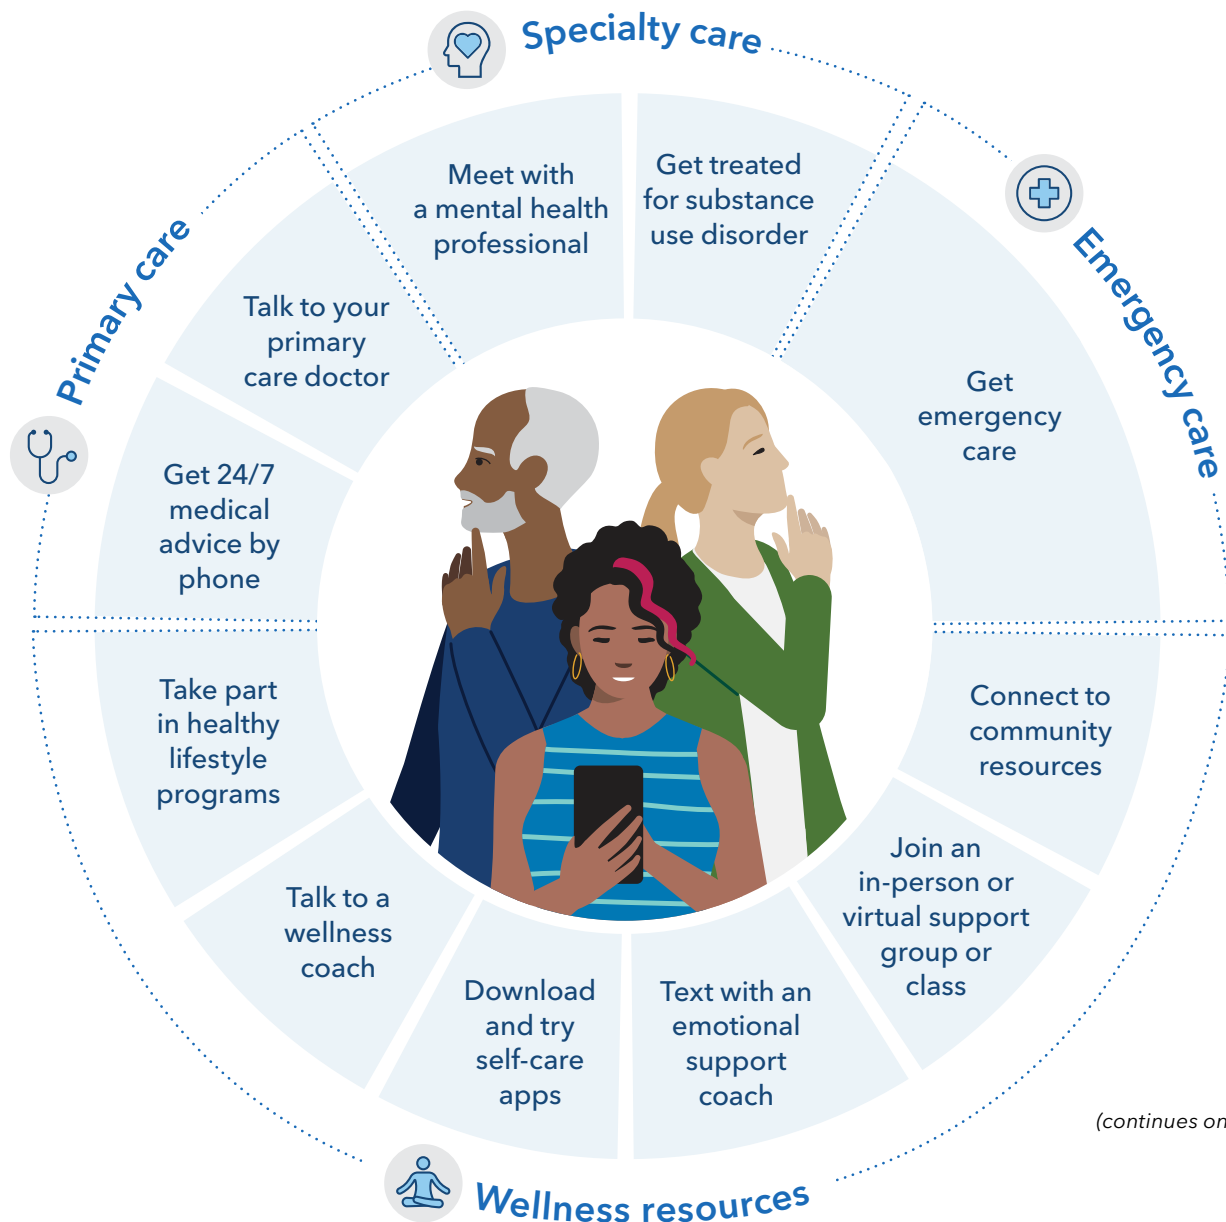 Specialty care
Meet with
a mental health
professional
Get treated
for substance
use disorder
Emergency care
Get
emergency
care
Primary care
Talk to your
primary
care doctor
Get 24/7
medical
advice by
phone
Take part
in healthy
lifestyle
programs
Talk to a
wellness
coach
Download
and try
self-care
apps
Text with an
emotional
support
coach
Join an
in-person or
virtual support
group or
class
Connect to
community
resources
Wellness resources
(continues on